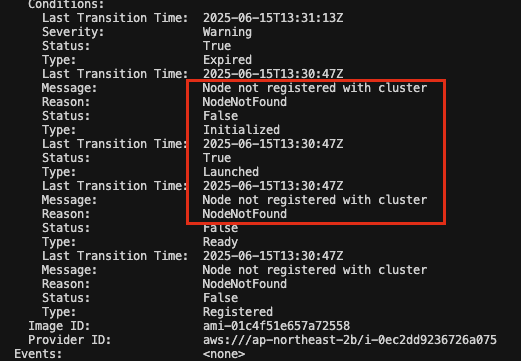 Conditions:
Last Transition Time: 2025-06-15T13:31:13Z
Severity: Warning
Status: True
Type: Expired
Last Transition Time: 2025-06-15T13:30:47Z
Message: Node not registered with cluster
Reason: NodeNotFound
Status: False
Type: Initialized
Last Transition Time: 2025-06-15T13:30:47Z
Status: True
Type: Launched
Last Transition Time: 2025-06-15T13:30:47Z
Message: Node not registered with cluster
Reason: NodeNotFound
Status: False
Type: Ready
Last Transition Time: 2025-06-15T13:30:47Z
Message: Node not registered with cluster
Reason: NodeNotFound
Status: False
Type: Registered
Image ID: ami-01c4f51e657a72558
Provider ID: aws:///ap-northeast-2b/i-0ec2dd9236726a075
Events: <none>